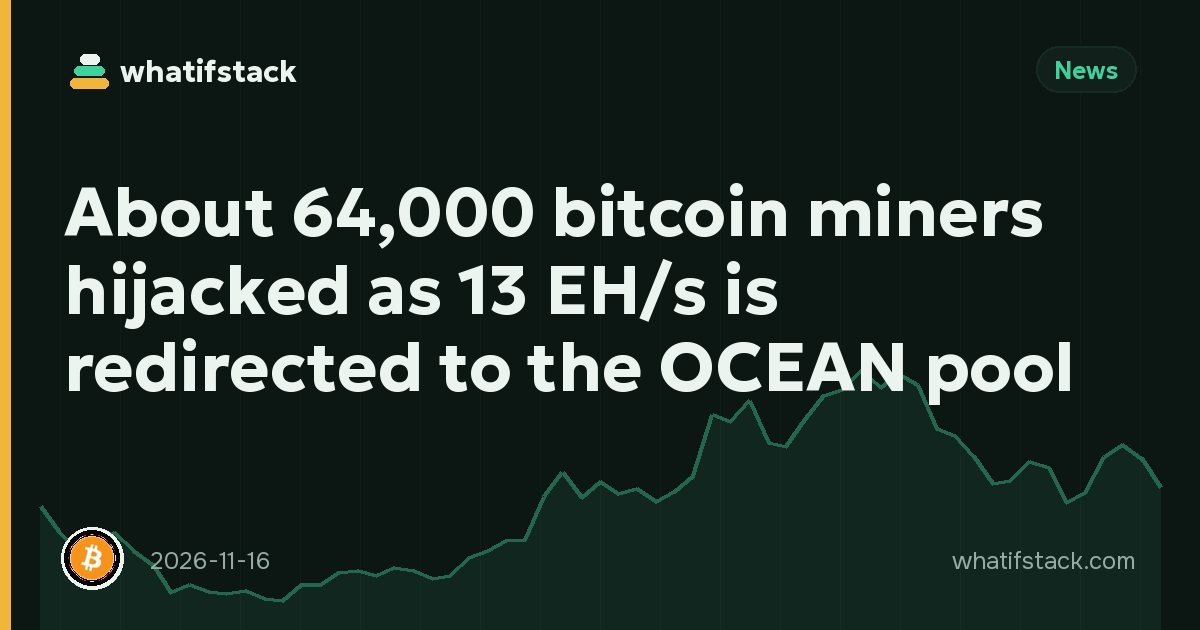 whatifstack
News
About 64,000 bitcoin miners
hijacked as 13 EH/s is
redirected to the OCEAN pool
2026-11-16
whatifstack.com